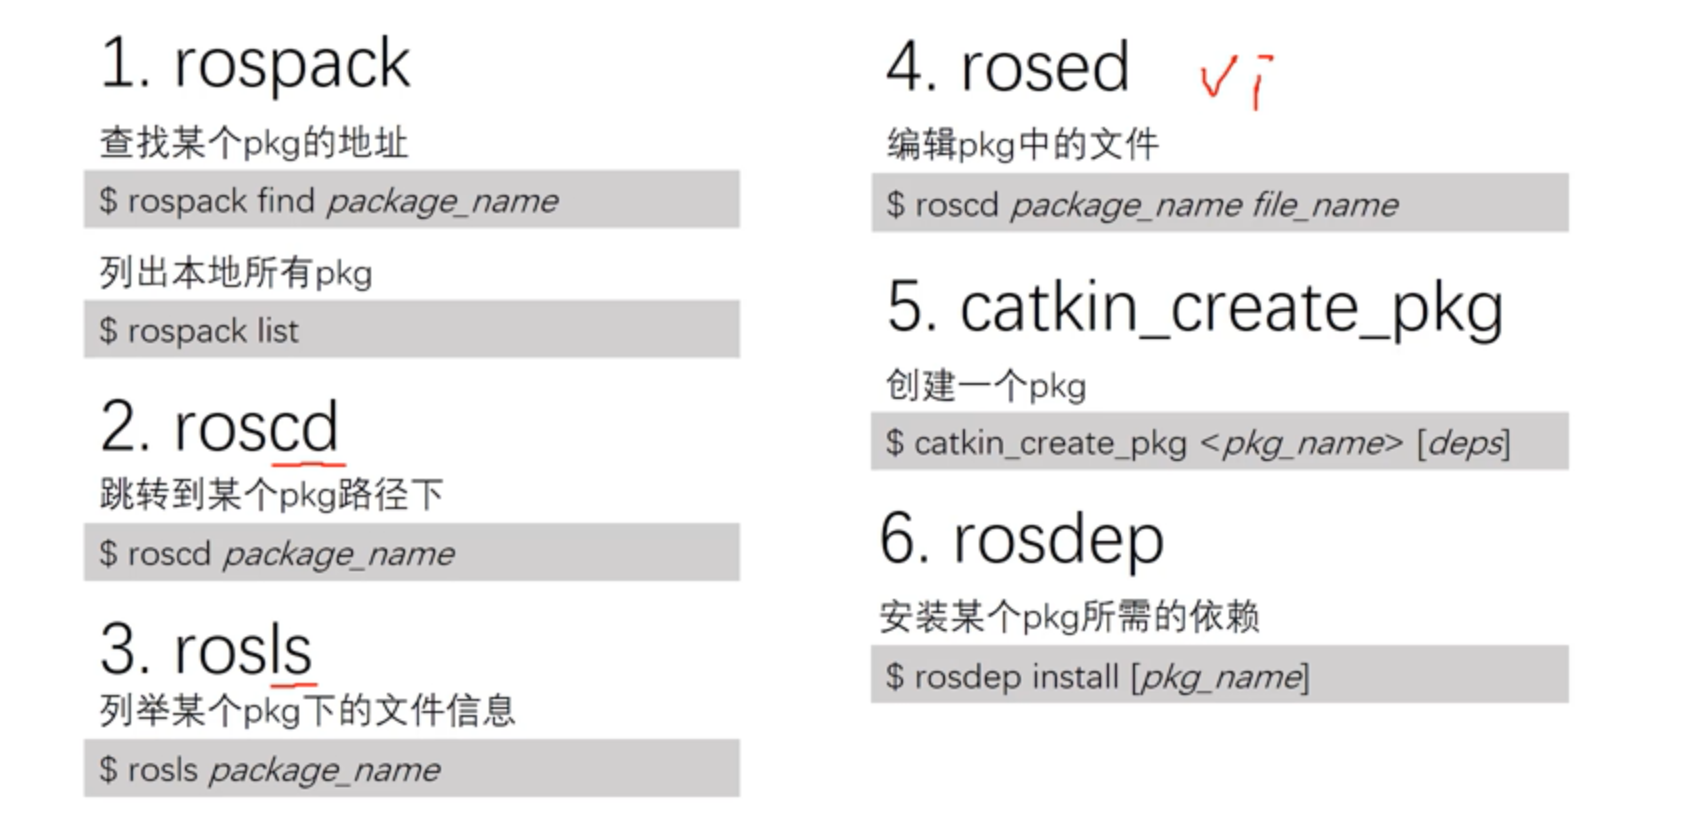 1. rospack
查找某个pkg的地址
$ rospack find package_name
列出本地所有pkg
$ rospack list
2. roscd
跳转到某个pkg路径下
$ roscd package_name
3. rosls
列举某个pkg下的文件信息
$ rosls package_name
4. rosed vi
编辑pkg中的文件
$ roscd package_name file_name
5. catkin_create_pkg
创建一个pkg
$ catkin_create_pkg <pkg_name> [deps]
6. rosdep
安装某个pkg所需的依赖
$ rosdep install [pkg_name]